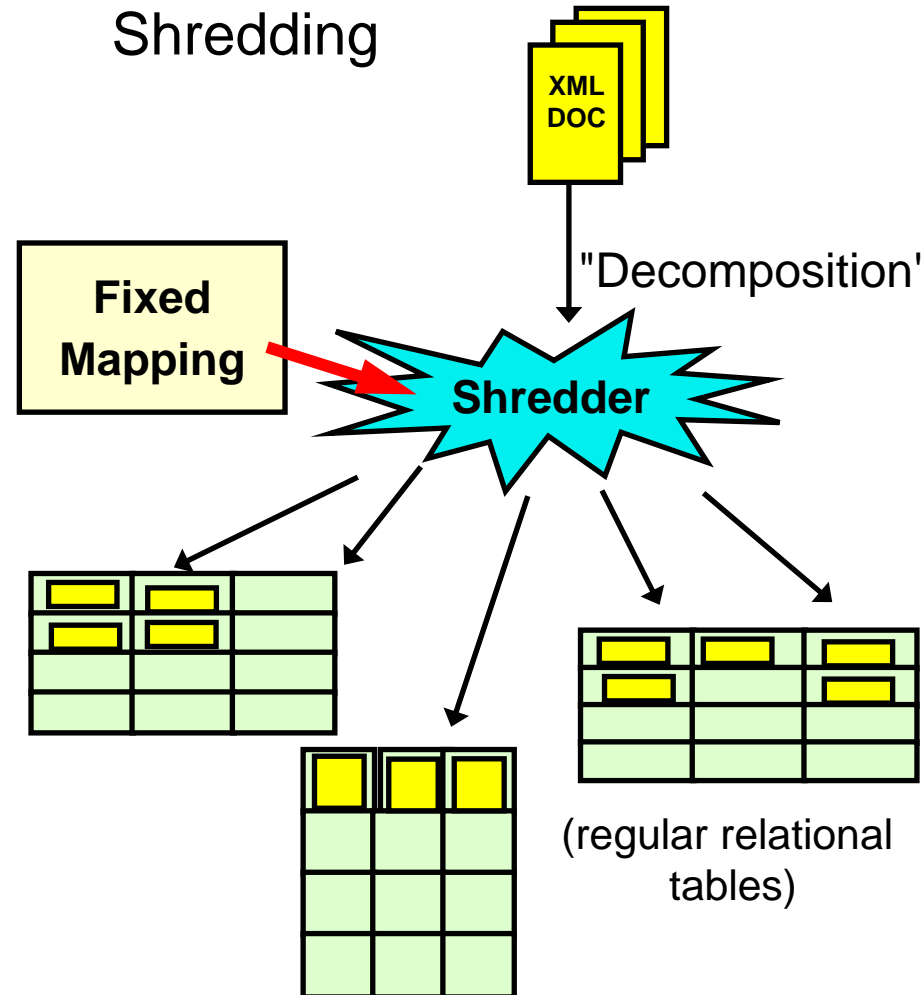 Shredding
XML
DOC
"Decomposition'
Fixed
Mapping
Shredder
(regular relational
tables)